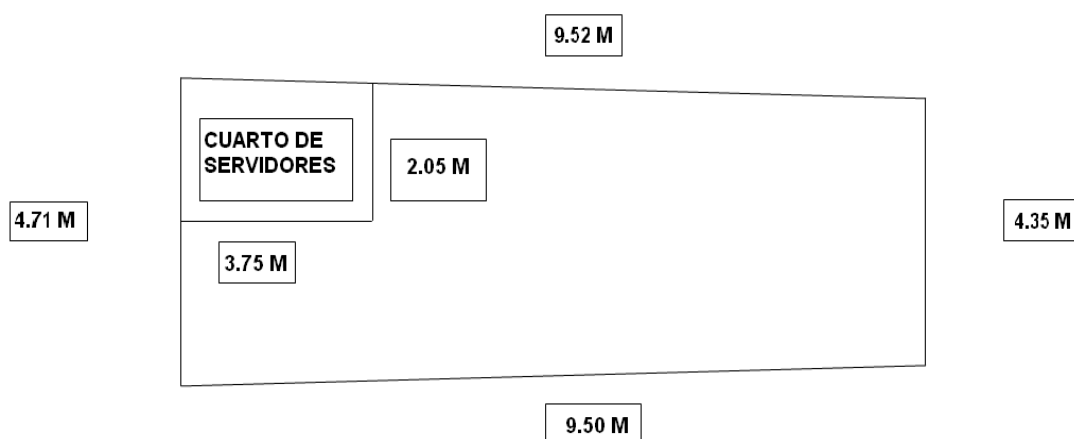 9.52 M
CUARTO DE
SERVIDORES
2.05 M
4.71 M
4.35 M
3.75 M
9.50 M